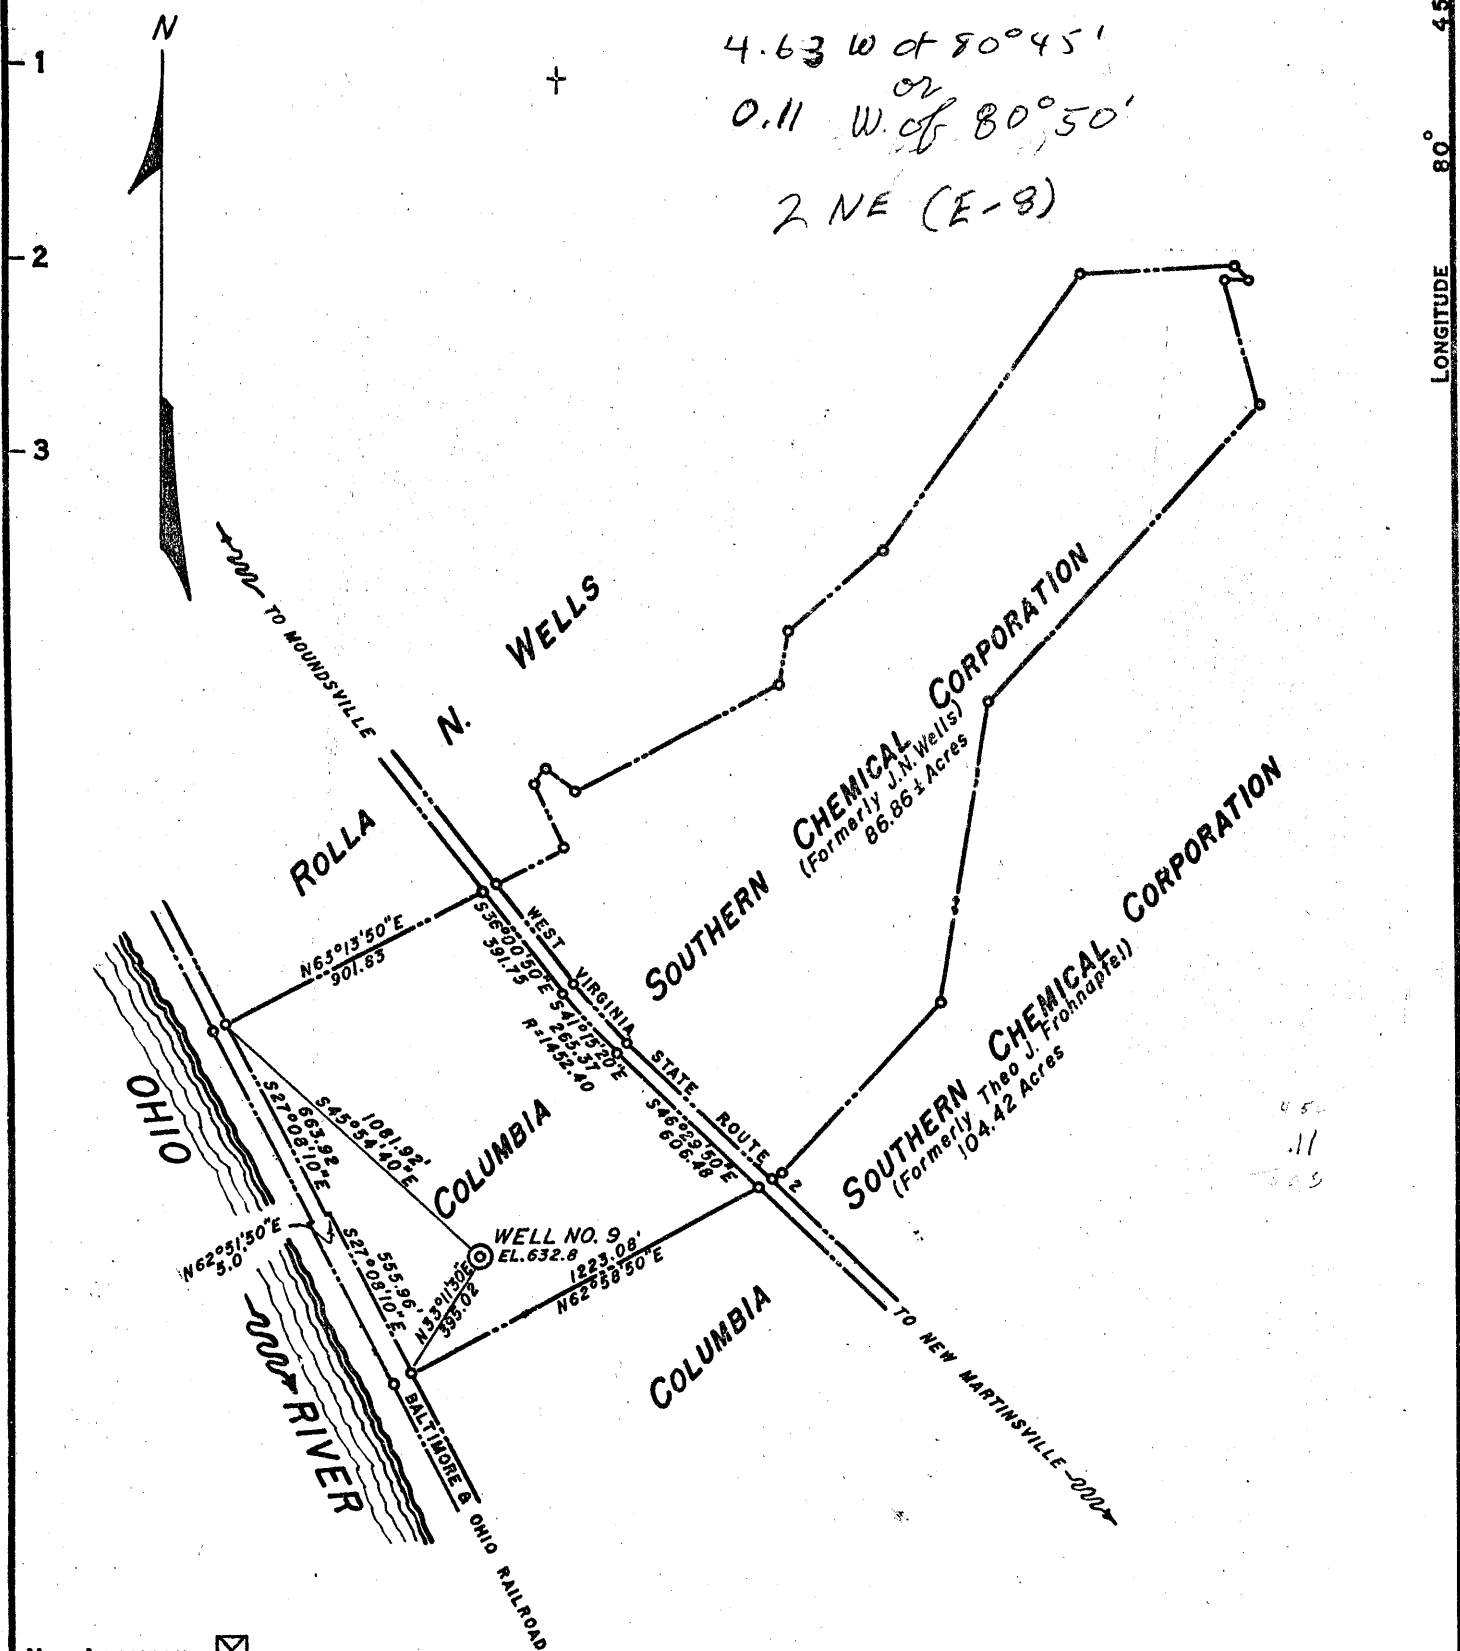 N
45
4.63 W of 80°45'
or
0.11 W. of 80°50'
2 NE (E-8)
-1
-2
-3
80°
LONGITUDE
TO MOUNDSVILLE
ROLLA N. WELLS
SOUTHERN CHEMICAL CORPORATION
(Formerly J.N. Wells)
86.86± Acres
SOUTHERN CHEMICAL CORPORATION
(Formerly Theo J. Frohnapfel)
104.42 Acres
WEST VIRGINIA STATE ROUTE 2
N63°13'50"E
901.83
S36°00'50"E
391.75
S41°15'20"E
265.37
R=1452.40
S46°29'50"E
606.48
OHIO RIVER
S27°08'10"E
663.92
1081.92'
S45°54'40"E
COLUMBIA
N62°51'50"E
5.0'
555.96'
S27°08'10"E
WELL NO. 9
EL. 632.8
N33°11'30"E
395.02
1223.08'
N62°58'50"E
COLUMBIA
TO NEW MARTINSVILLE
BALTIMORE & OHIO RAILROAD
.11